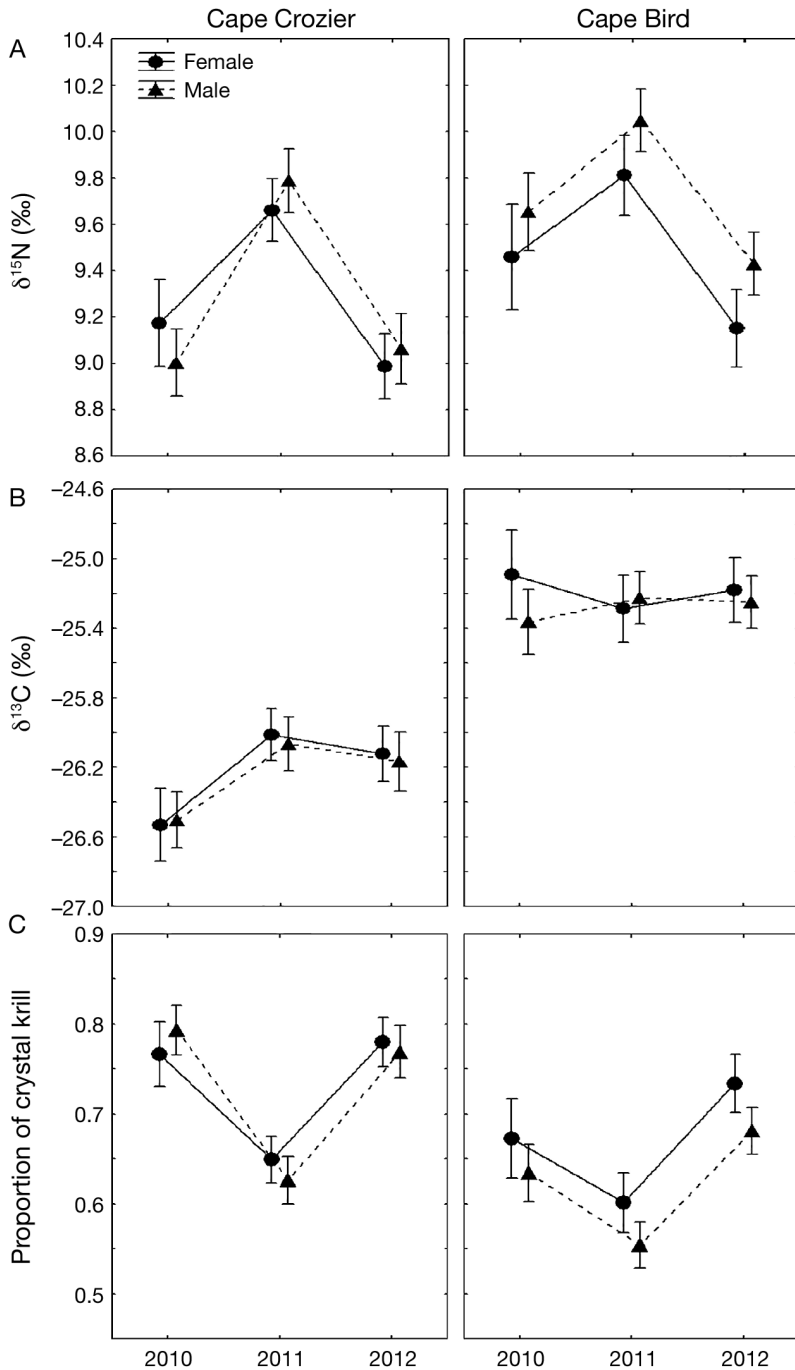 Cape Crozier Cape Bird
A
Female
Male
δ¹⁵N (‰)
10.4
10.2
10.0
9.8
9.6
9.4
9.2
9.0
8.8
8.6
B
δ¹³C (‰)
–24.6
–25.0
–25.4
–25.8
–26.2
–26.6
–27.0
C
Proportion of crystal krill
0.9
0.8
0.7
0.6
0.5
2010 2011 2012 2010 2011 2012